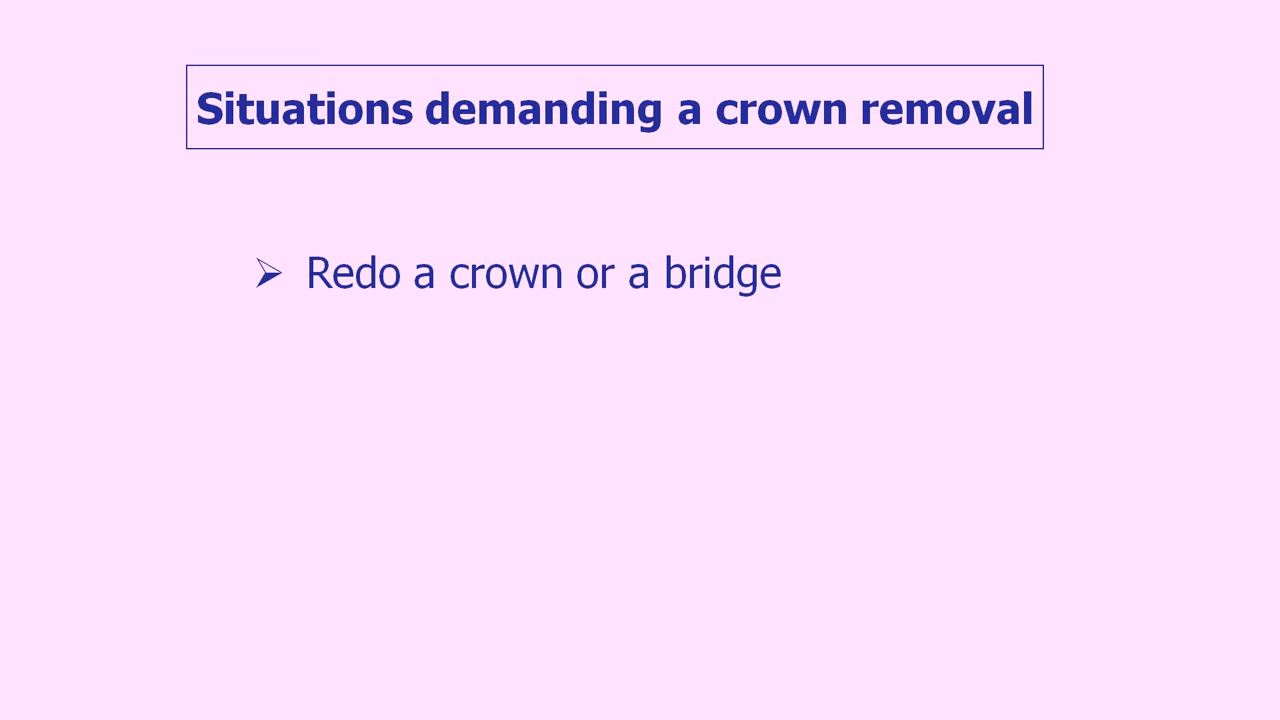 Situations demanding a crown removal
➢ Redo a crown or a bridge